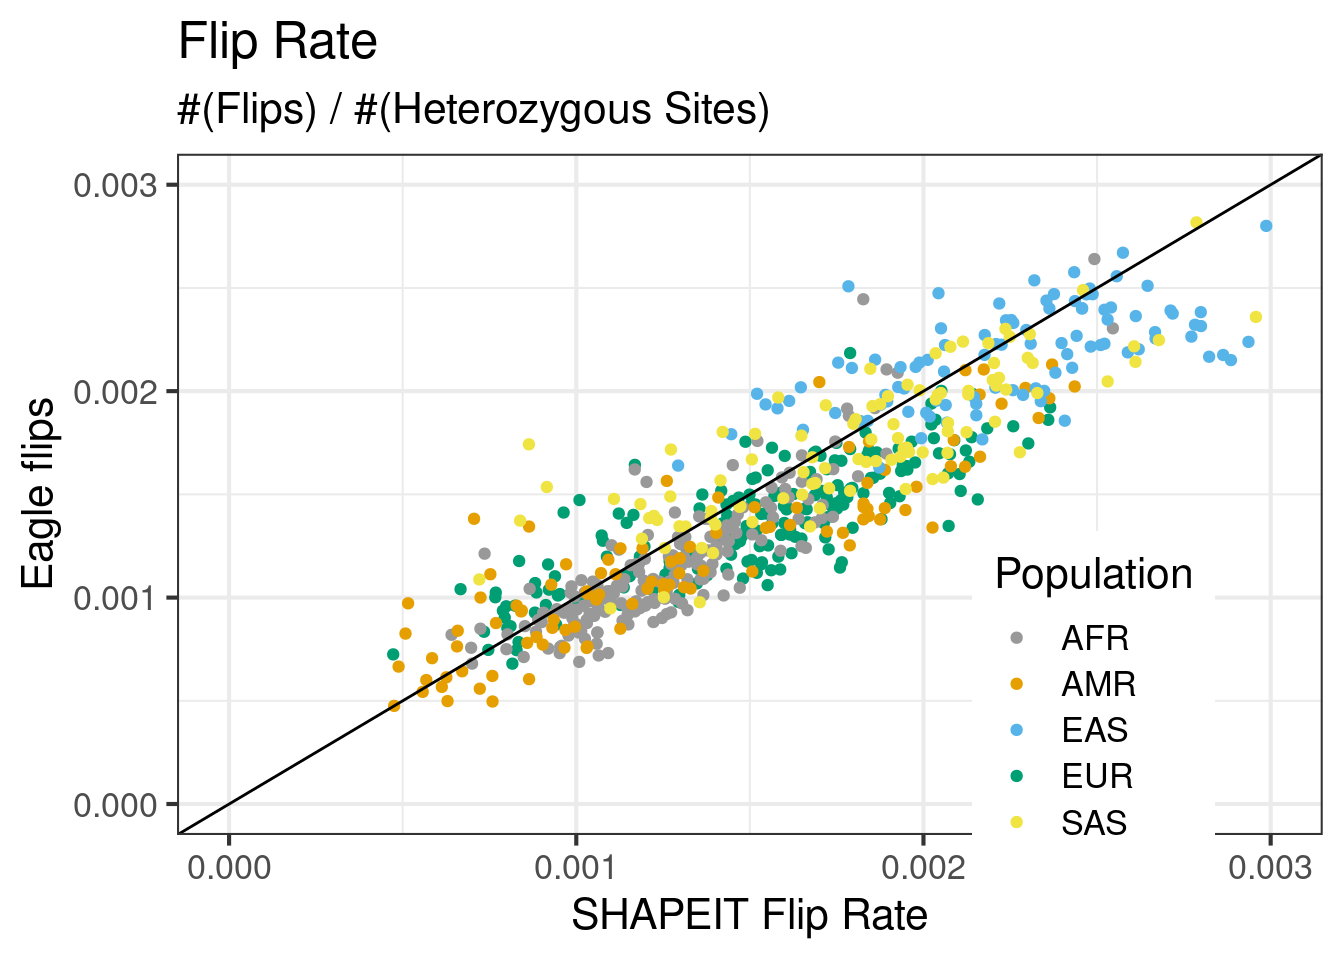 Flip Rate
#(Flips) / #(Heterozygous Sites)
0.003
0.002
0.001
0.000
Eagle flips
Population
AFR
AMR
EAS
EUR
SAS
0.000
0.001
0.002
0.003
SHAPEIT Flip Rate